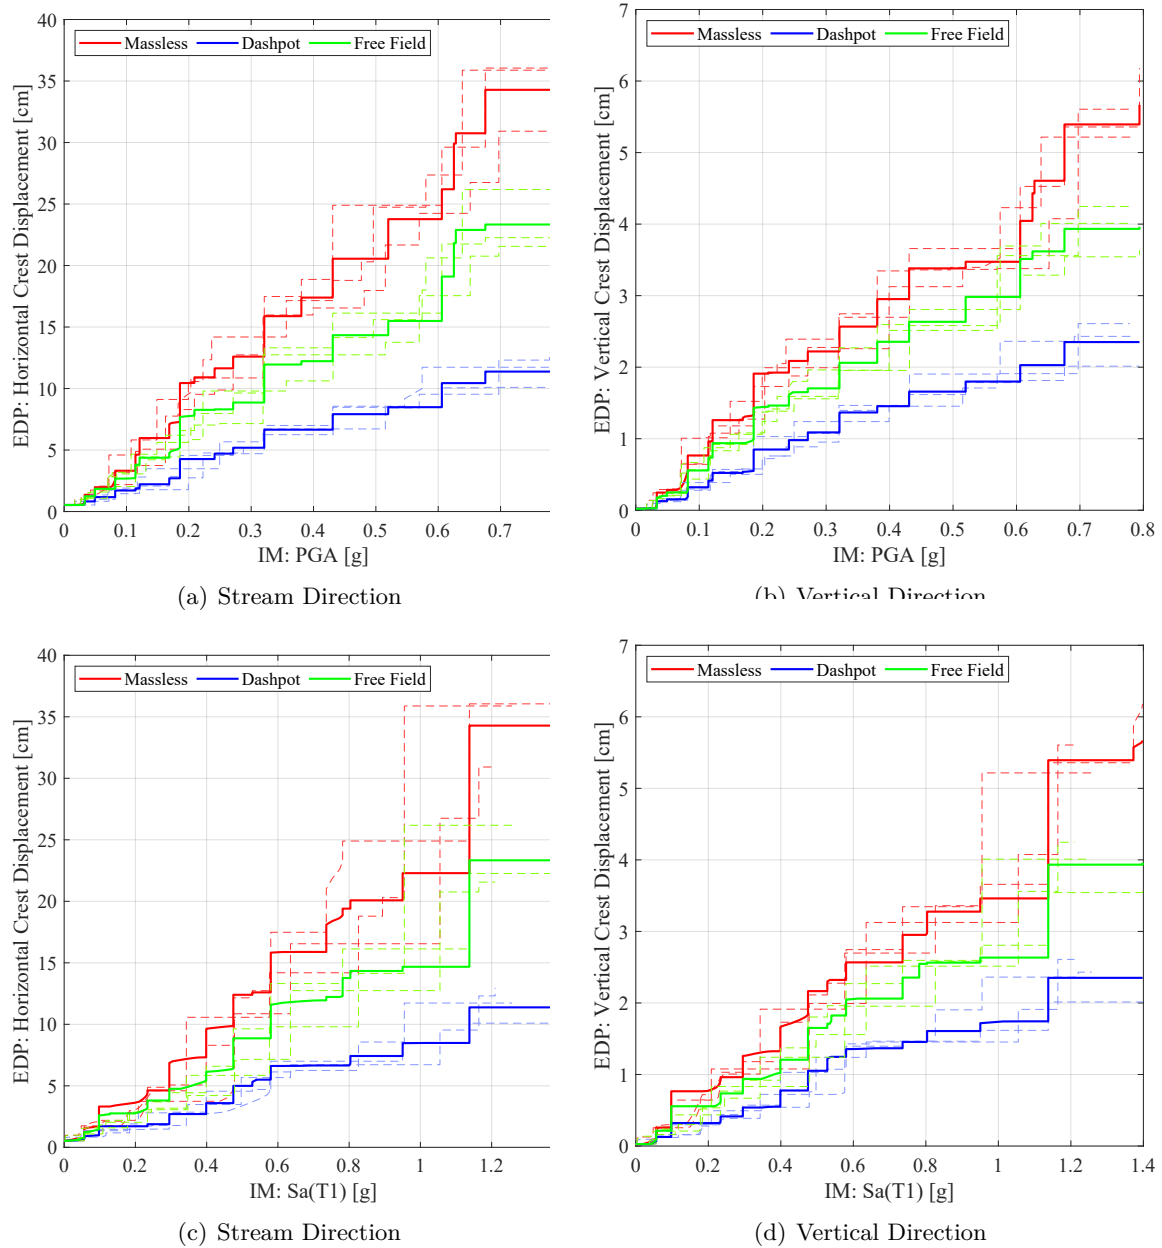 40
35
30
25
20
15
10
5
0
EDP: Horizontal Crest Displacement [cm]
Massless Dashpot Free Field
0 0.1 0.2 0.3 0.4 0.5 0.6 0.7
IM: PGA [g]
(a) Stream Direction
7
6
5
4
3
2
1
0
EDP: Vertical Crest Displacement [cm]
Massless Dashpot Free Field
0.1 0.2 0.3 0.4 0.5 0.6 0.7 0.8
IM: PGA [g]
(b) Vertical Direction
40
35
30
25
20
15
10
5
0
EDP: Horizontal Crest Displacement [cm]
Massless Dashpot Free Field
0 0.2 0.4 0.6 0.8 1 1.2
IM: Sa(T1) [g]
(c) Stream Direction
7
6
5
4
3
2
1
0
EDP: Vertical Crest Displacement [cm]
Massless Dashpot Free Field
0 0.2 0.4 0.6 0.8 1 1.2 1.4
IM: Sa(T1) [g]
(d) Vertical Direction